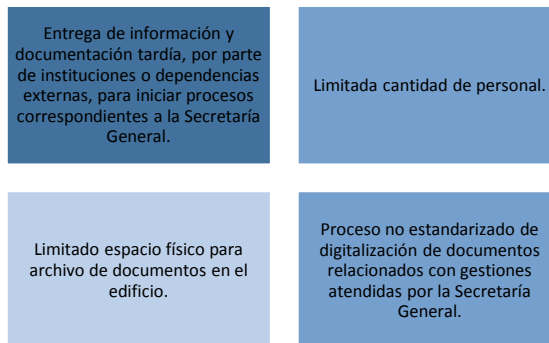 Entrega de información y
documentación tardía, por parte
de instituciones o dependencias
externas, para iniciar procesos
correspondientes a la Secretaría
General.
Limitada cantidad de personal.
Limitado espacio físico para
archivo de documentos en el
edificio.
Proceso no estandarizado de
digitalización de documentos
relacionados con gestiones
atendidas por la Secretaría
General.